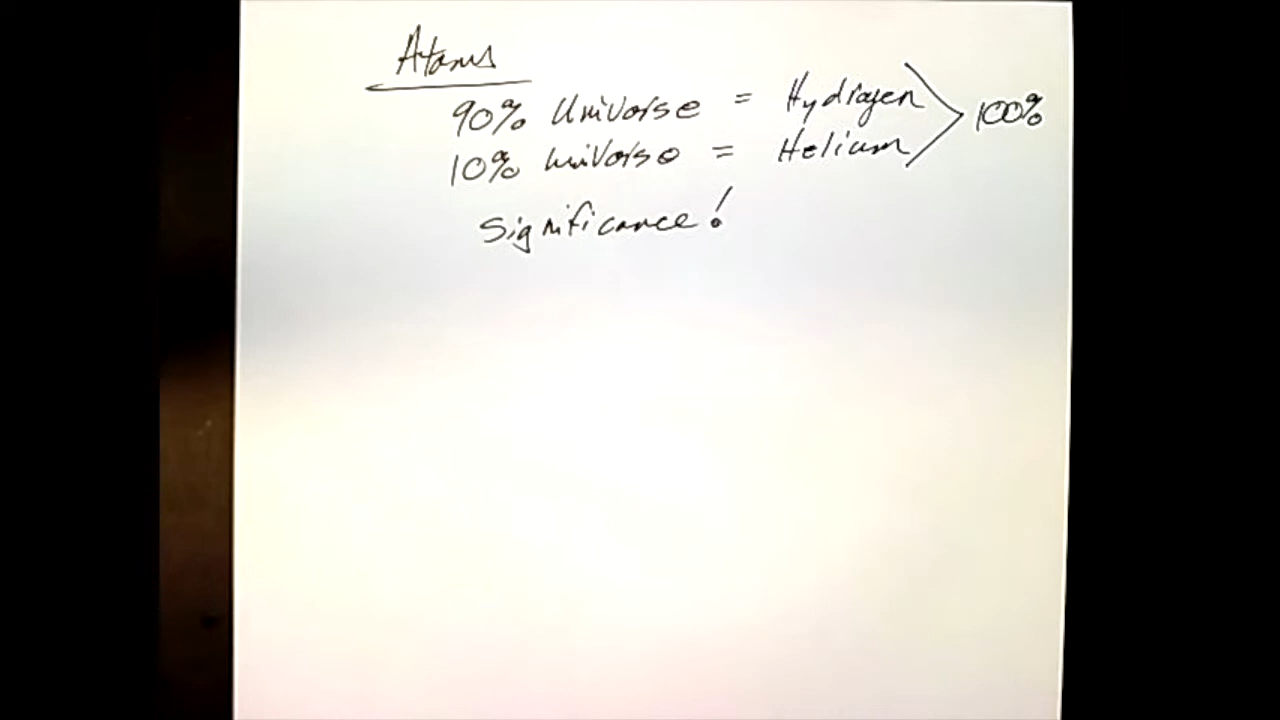 Atoms
90% Universe = Hydrogen
10% Universe = Helium
100%
Significance!